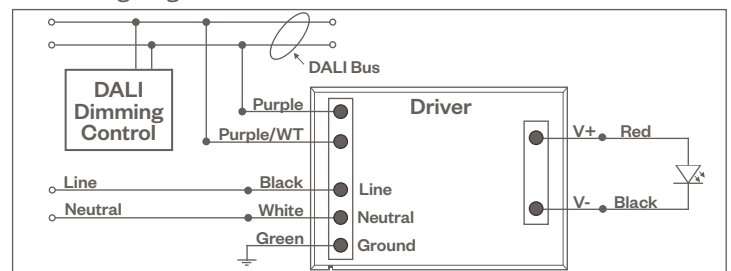 DALI Bus
DALI
Dimming
Control
Driver
Purple
Purple/WT
V+ Red
Line Black Line
V- Black
Neutral White Neutral
Green Ground